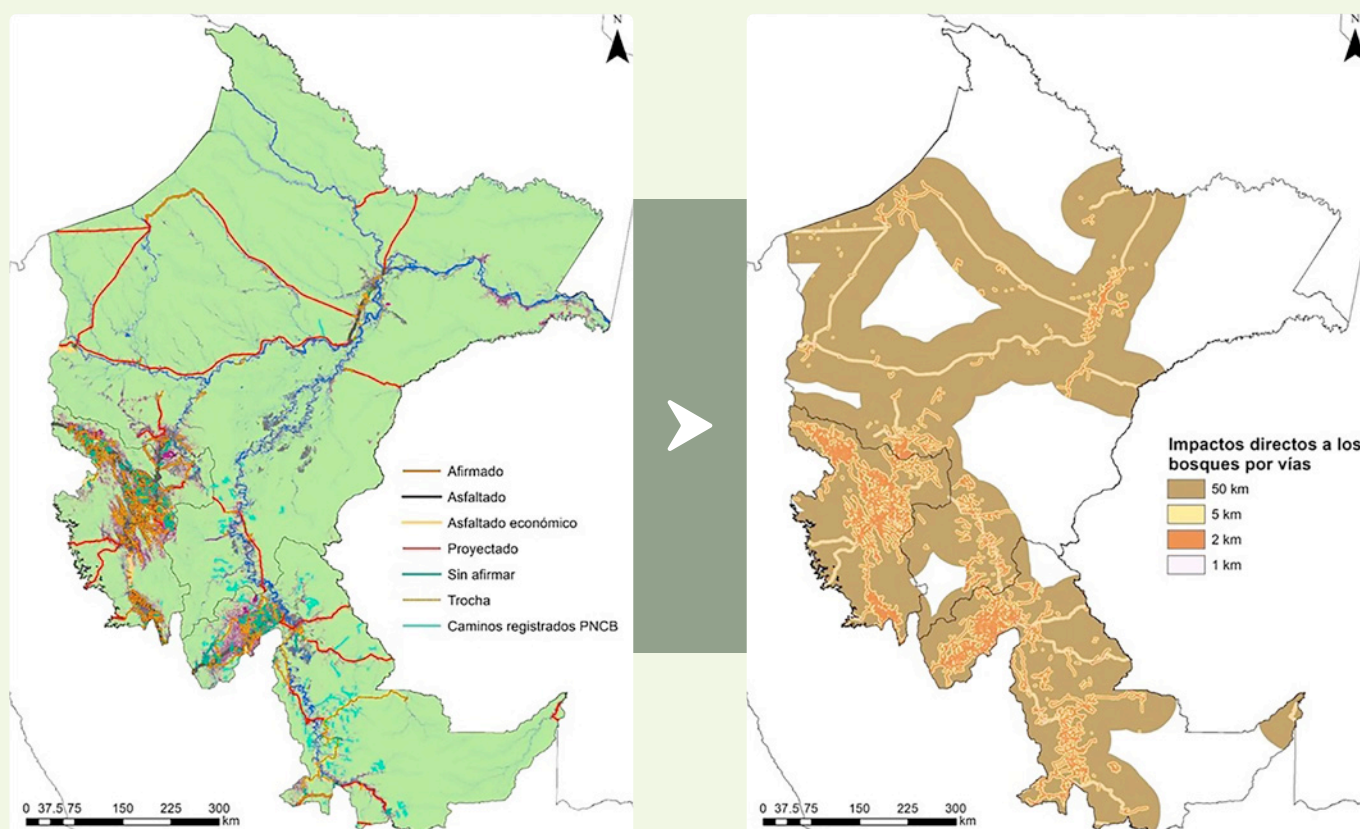 N
Afirmado
Asfaltado
Asfaltado económico
Proyectado
Sin afirmar
Trocha
Caminos registrados PNCB
0 37.5 75 150 225 300
km
N
Impactos directos a los
bosques por vías
50 km
5 km
2 km
1 km
0 37.5 75 150 225 300
km